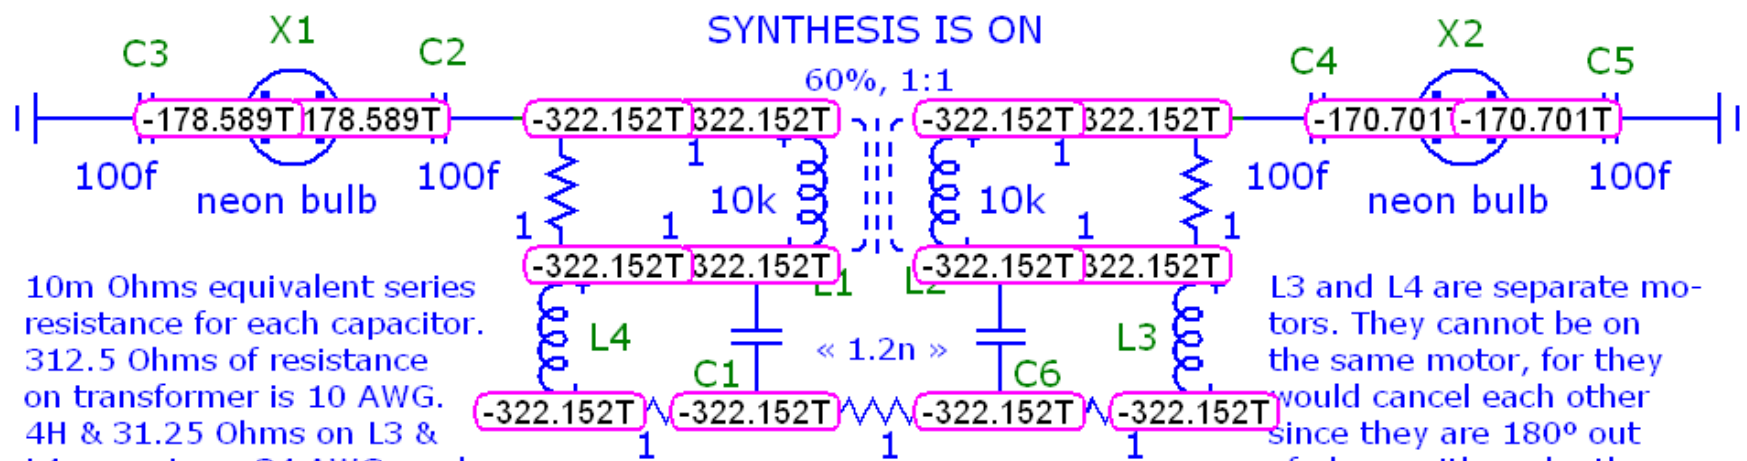 SYNTHESIS IS ON
C3 X1 C2
60%, 1:1
C4 X2 C5
-178.589T 178.589T -322.152T 322.152T -322.152T 322.152T -170.701 -170.701T
100f 100f 1 1 100f 100f
neon bulb 10k 10k neon bulb
1 1 1 1
-322.152T 322.152T -322.152T 322.152T
L1 L2
10m Ohms equivalent series
resistance for each capacitor.
312.5 Ohms of resistance
on transformer is 10 AWG.
4H & 31.25 Ohms on L3 &
L4 « 1.2n » L3
C1 C6
-322.152T -322.152T -322.152T -322.152T
1 1 1
L3 and L4 are separate mo-
tors. They cannot be on
the same motor, for they
would cancel each other
since they are 180º out